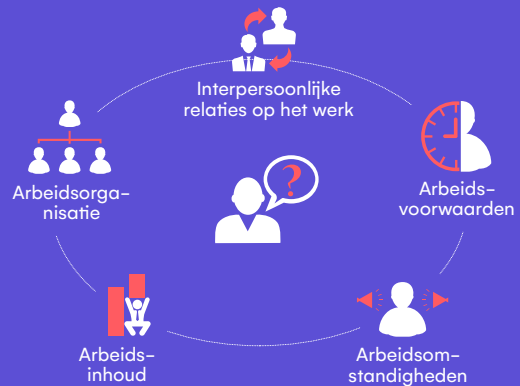 Interpersoonlijke
relaties op het werk
Arbeidsorga-
nisatie
Arbeids-
voorwaarden
?
Arbeids-
inhoud
Arbeidsom-
standigheden